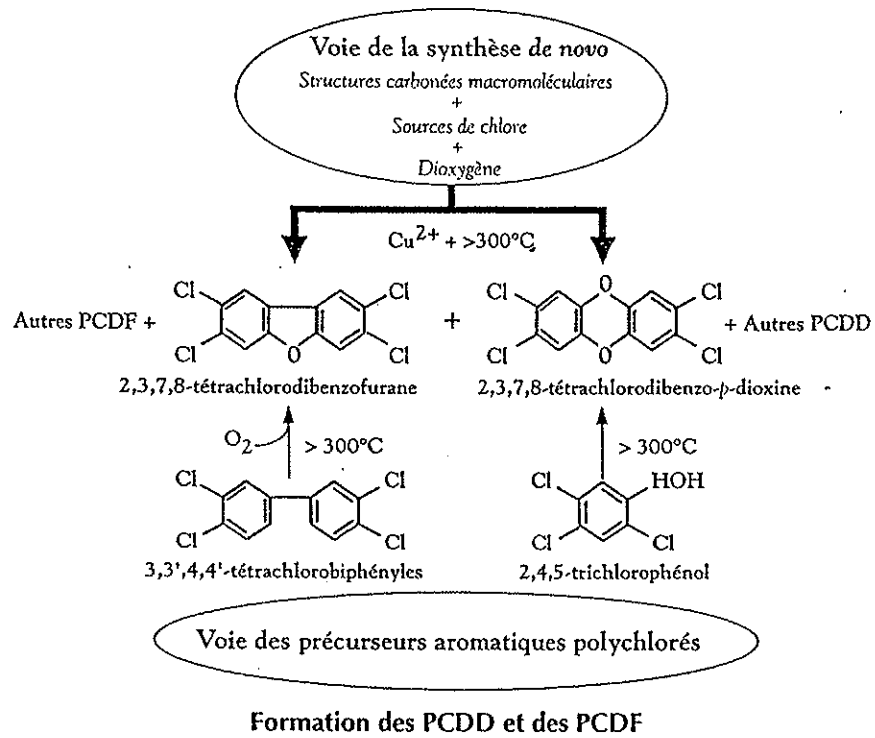 Voie de la synthèse de novo
Structures carbonées macromoléculaires
+
Sources de chlore
+
Dioxygène
Cu2+ + >300°C
Cl
Cl
Cl
Cl
O
Autres PCDF +
+
Cl
Cl
Cl
Cl
O
O
+ Autres PCDD
2,3,7,8-tétrachlorodibenzofurane
2,3,7,8-tétrachlorodibenzo-p-dioxine
O2
> 300°C
> 300°C
Cl
Cl
Cl
Cl
Cl
HOH
Cl
Cl
3,3',4,4'-tétrachlorobiphényles
2,4,5-trichlorophénol
Voie des précurseurs aromatiques polychlorés
Formation des PCDD et des PCDF